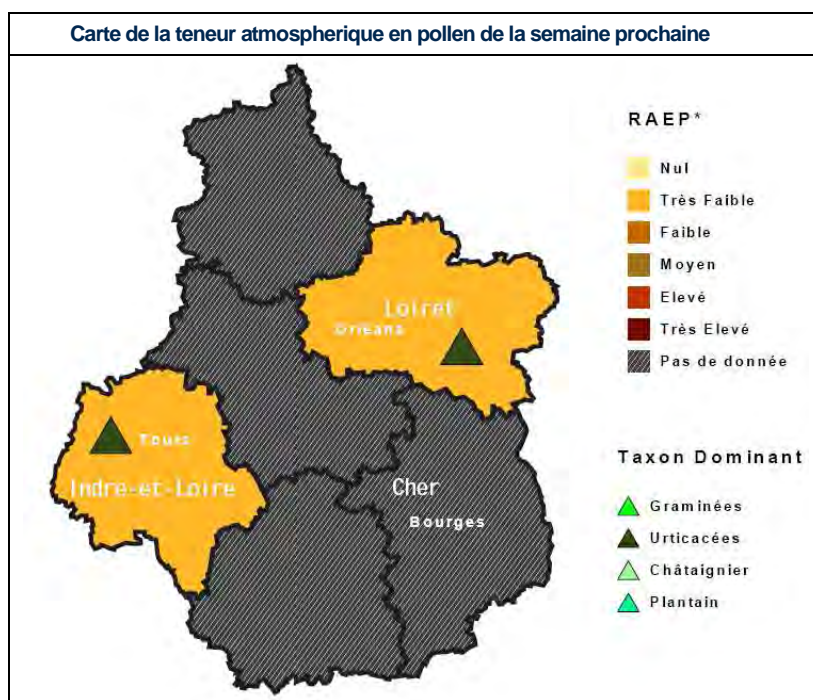 Carte de la teneur atmospherique en pollen de la semaine prochaine
RAEP*
Nul
Très Faible
Faible
Moyen
Elevé
Très Elevé
Pas de donnée
Loiret
Orléans
Tours
Indre-et-Loire
Cher
Bourges
Taxon Dominant
Graminées
Urticacées
Châtaignier
Plantain